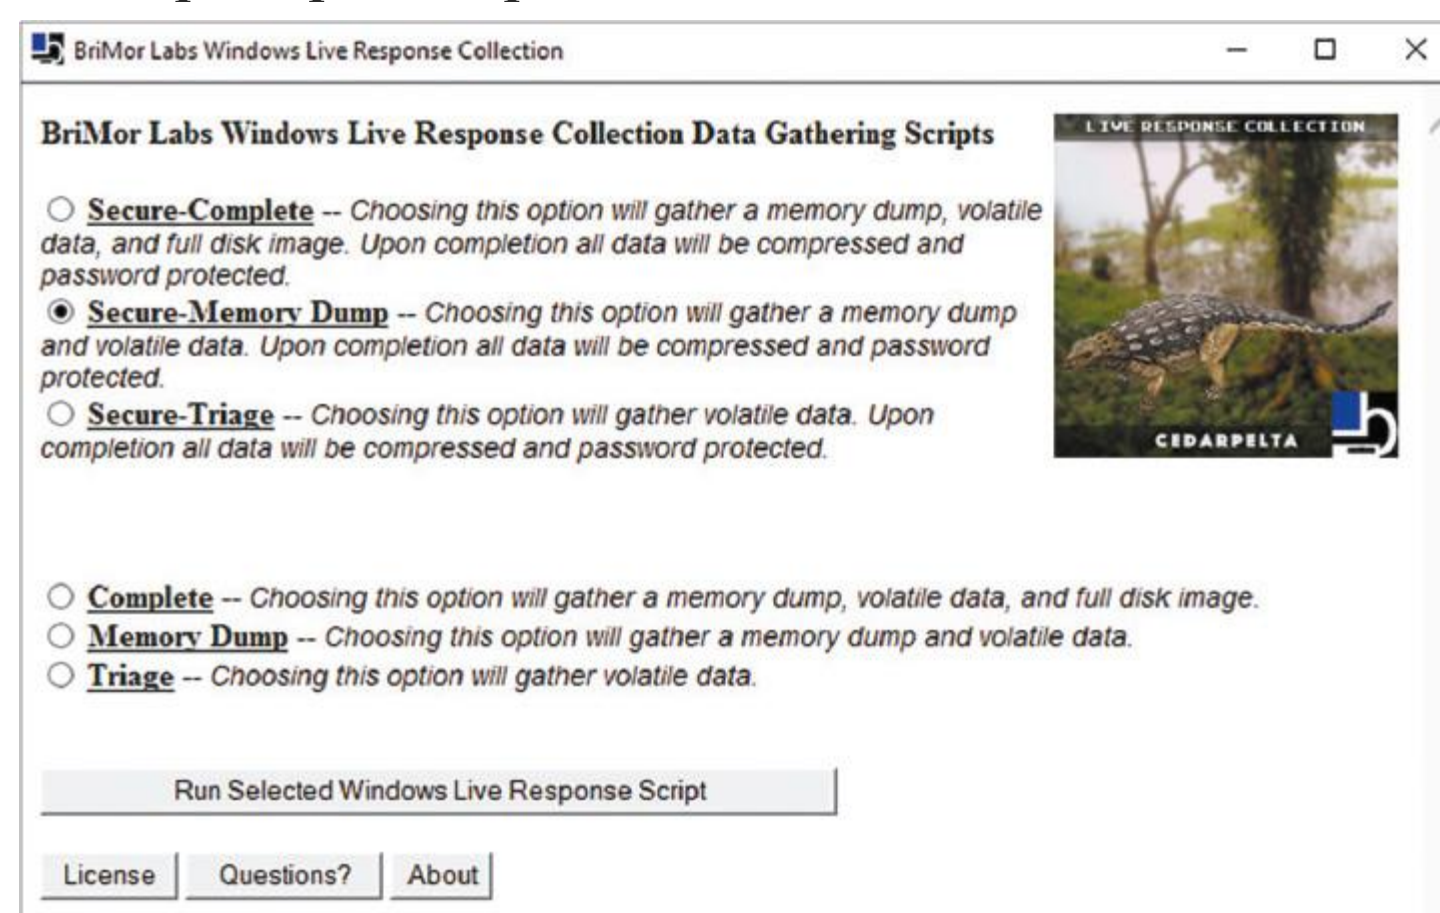 BriMor Labs Windows Live Response Collection
BriMor Labs Windows Live Response Collection Data Gathering Scripts
LIVE RESPONSE COLLECTION
Secure-Complete -- Choosing this option will gather a memory dump, volatile
data, and full disk image. Upon completion all data will be compressed and
password protected.
Secure-Memory Dump -- Choosing this option will gather a memory dump
and volatile data. Upon completion all data will be compressed and password
protected.
Secure-Triage -- Choosing this option will gather volatile data. Upon
completion all data will be compressed and password protected.
CEDARPELTA
Complete -- Choosing this option will gather a memory dump, volatile data, and full disk image.
Memory Dump -- Choosing this option will gather a memory dump and volatile data.
Triage -- Choosing this option will gather volatile data.
Run Selected Windows Live Response Script
License Questions? About